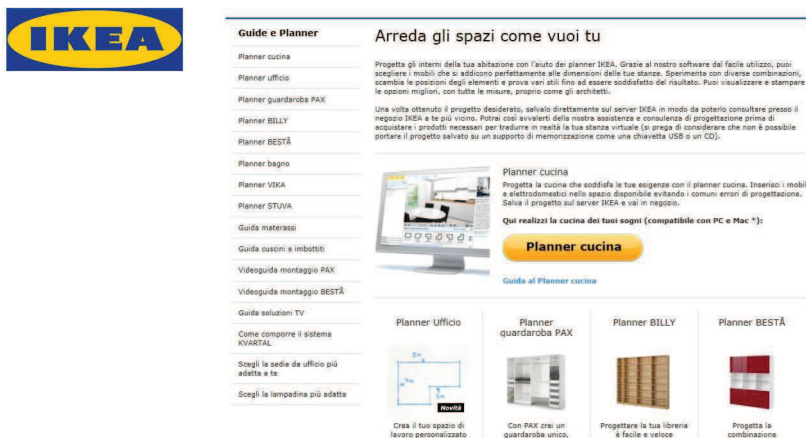 IKEA
Guide e Planner
Planner cucina
Planner ufficio
Planner guardaroba PAX
Planner BILLY
Planner BESTÅ
Planner bagno
Planner VIKA
Planner STUVA
Guida materassi
Guida cuscini e imbottiti
Videoguida montaggio PAX
Videoguida montaggio BESTÅ
Guida soluzioni TV
Come comporre il sistema
KVARTAL
Scegli la sedia da ufficio più
adatta a te
Scegli la lampadina più adatta
Arreda gli spazi come vuoi tu
Progetta gli interni della tua abitazione con l'aiuto dei planner IKEA. Grazie al nostro software dal facile utilizzo, puoi
scegliere i mobili che si addicono perfettamente alle dimensioni delle tue stanze. Sperimenta con diverse combinazioni,
scambia le posizioni degli elementi e prova vari stili fino ad essere soddisfatto del risultato. Puoi visualizzare e stampare
le opzioni migliori, con tutte le misure, proprio come gli architetti.
Una volta ottenuto il progetto desiderato, salvalo direttamente sul server IKEA in modo da poterlo consultare presso il
negozio IKEA a te più vicino. Potrai così avvalerti della nostra assistenza e consulenza di progettazione prima di
acquistare i prodotti necessari per tradurre in realtà la tua stanza virtuale (si prega di considerare che non è possibile
portare il progetto salvato su un supporto di memorizzazione come una chiavetta USB o un CD).
Planner cucina
Progetta la cucina che soddisfa le tue esigenze con il planner cucina. Inserisci i mobil
e elettrodomestici nello spazio disponibile evitando i comuni errori di progettazione.
Salva il progetto sul server IKEA e vai in negozio.
Qui realizzi la cucina dei tuoi sogni (compatibile con PC e Mac *):
Planner cucina
Guida al Planner cucina
Planner Ufficio
Novità
Crea il tuo spazio di
lavoro personalizzato
Planner
guardaroba PAX
Con PAX crei un
guardaroba unico,
Planner BILLY
Progettare la tua libreria
è facile e veloce
Planner BESTÅ
Progetta la
combinazione